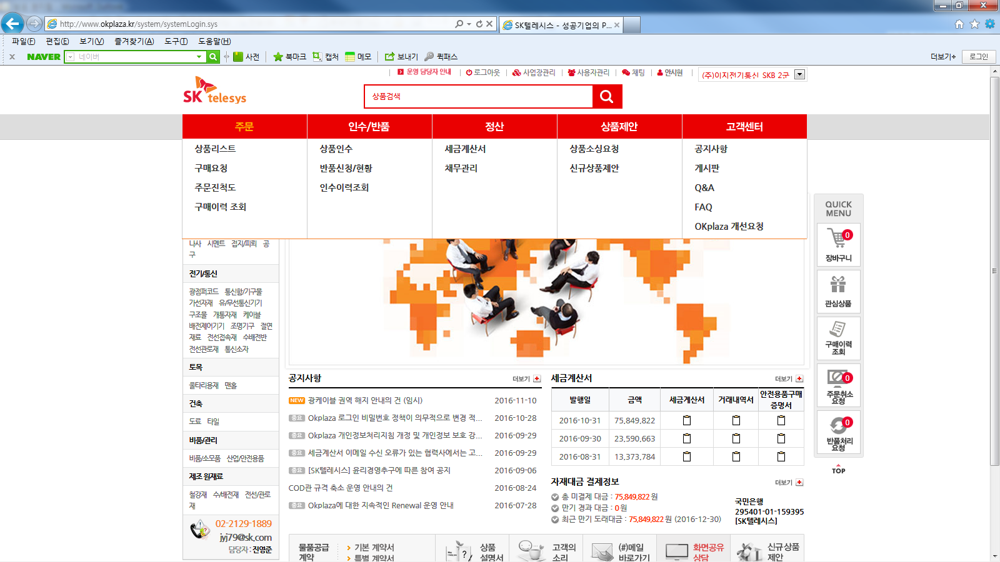 http://www.okplaza.kr/system/systemLogin.sys
SK텔레시스 - 성공기업의 P...
파일(F) 편집(E) 보기(V) 즐겨찾기(A) 도구(T) 도움말(H)
NAVER 네이버 사전 북마크 캡처 메모 보내기 퀵패스 더보기+ 로그인
운영 담당자 안내 로그아웃 사업장관리 사용자관리 채팅 안시현 (주)이지전기통신 SKB 2군
SK telesys
상품검색
주문 인수/반품 정산 상품제안 고객센터
상품리스트 상품인수 세금계산서 상품소싱요청 공지사항
구매요청 반품신청/현황 채무관리 신규상품제안 게시판
주문진척도 인수이력조회 Q&A
구매이력 조회 FAQ
OKplaza 개선요청
나사 시멘트 접지/피뢰 공
구
전기/통신
광점퍼코드 통신함/기구물
가선자재 유/무선통신기기
구조물 개통자재 케이블
배전제어기기 조명기구 절연
재료 전선접속재 수배전반
전선관로재 통신소자
토목
울타리용재 맨홀
건축
도료 타일
비품/관리
비품/소모품 산업/안전용품
제조 원재료
철강재 수/배전재 전선/관로
재
02-2129-1889
jyj79@sk.com
담당자 : 진영준
공지사항 더보기
NEW 광케이블 권역 해지 안내의 건 (임시) 2016-11-10
중요 Okplaza 로그인 비밀번호 정책이 의무적으로 변경 적... 2016-10-28
중요 Okplaza 개인정보처리지침 개정 및 개인정보 보호 강... 2016-09-29
중요 세금계산서 이메일 수신 오류가 있는 협력사에서는 고... 2016-09-29
중요 [SK텔레시스] 윤리경영추구에 따른 참여 공지 2016-09-06
COD관 규격 축소 운영 안내의 건 2016-08-24
중요 Okplaza에 대한 지속적인 Renewal 운영 안내 2016-07-28
세금계산서 더보기
발행일 금액 세금계산서 거래내역서 안전용품구매
증명서
2016-10-31 75,849,822
2016-09-30 23,590,663
2016-08-31 13,373,784
자재대금 결제정보 더보기
총 미결제 대금 : 75,849,822 원
만기 경과 대금 : 0 원
최근 만기 도래대금 : 75,849,822 원 (2016-12-30)
국민은행
295401-01-159395
[SK텔레시스]
물품공급
계약
기본 계약서
특별 계약서
상품
설명서
고객의
소리
(#)메일
바로가기
화면공유
상담
신규상품
제안
QUICK
MENU
0
장바구니
관심상품
구매이력
조회
0
주문취소
요청
0
반품처리
요청
TOP